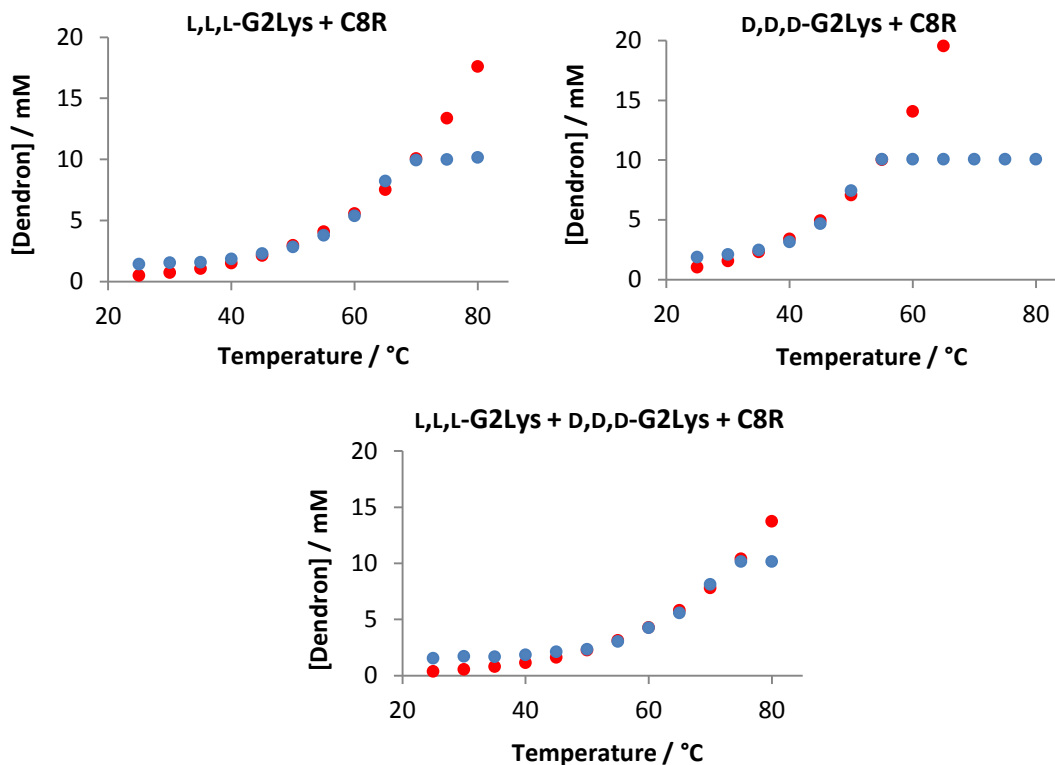 L,L,L-G2Lys + C8R
20
15
10
5
0
20 40 60 80
[Dendron] / mM
Temperature / °C
D,D,D-G2Lys + C8R
20
15
10
5
0
20 40 60 80
[Dendron] / mM
Temperature / °C
L,L,L-G2Lys + D,D,D-G2Lys + C8R
20
15
10
5
0
20 40 60 80
[Dendron] / mM
Temperature / °C